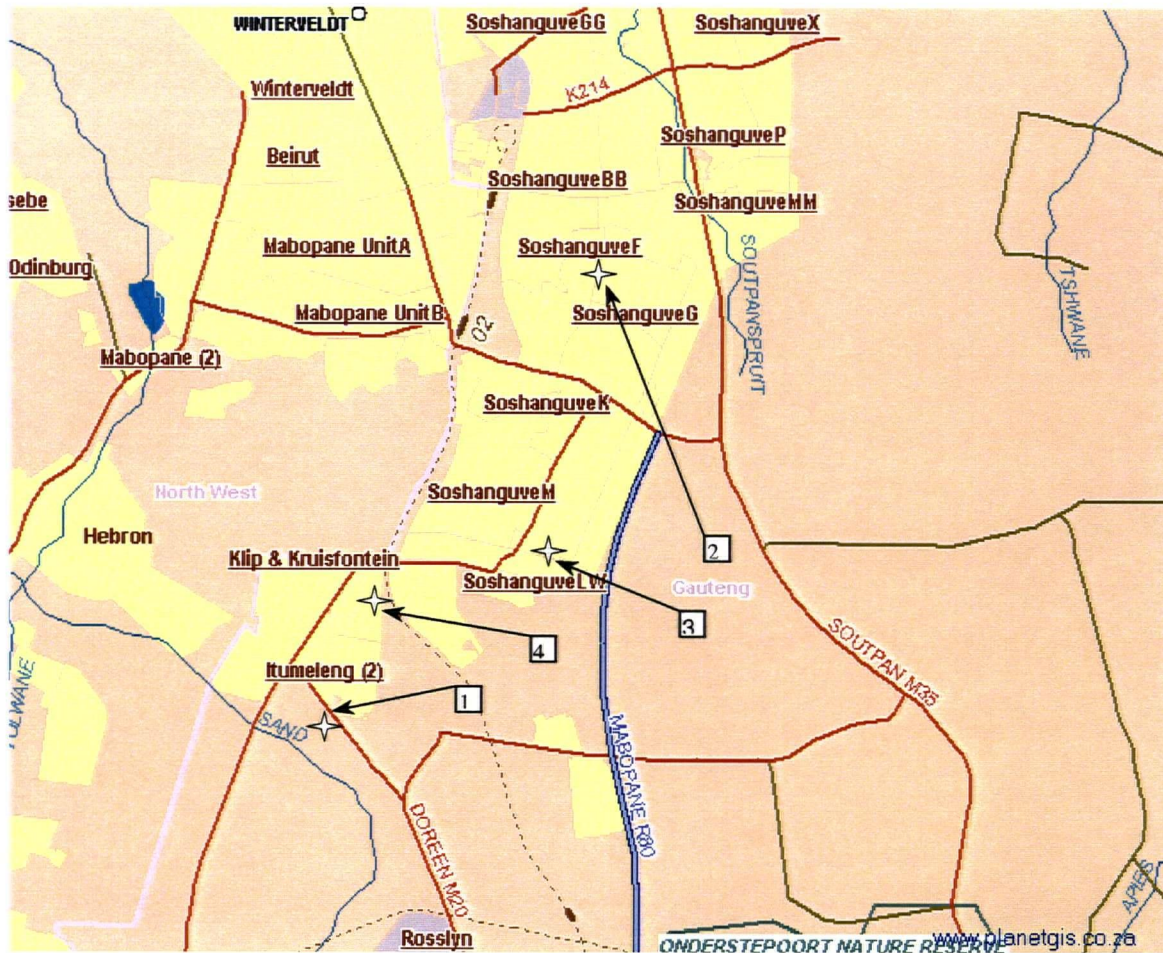 WINTERVELDT
SoshanguveGG
SoshanguveX
Winterveldt
K214
Beirut
SoshanguveP
SoshanguveBB
sebe
SoshanguveMM
Mabopane UnitA
SoshanguveF
Odinburg
SOUTPANSPRUIT
TSHWANE
Mabopane UnitB
02
SoshanguveG
Mabopane (2)
SoshanguveK
North West
SoshanguveM
Hebron
Klip & Kruisfontein
2
SoshanguveLW
Gauteng
3
4
SOUTPAN M35
Itumeleng (2)
1
TOLWANE
SAND
MABOPANE R80
DOREEN M20
APIES
Rosslyn
ONDERSTEPOORT NATURE RESERVE
www.planetgis.co.za